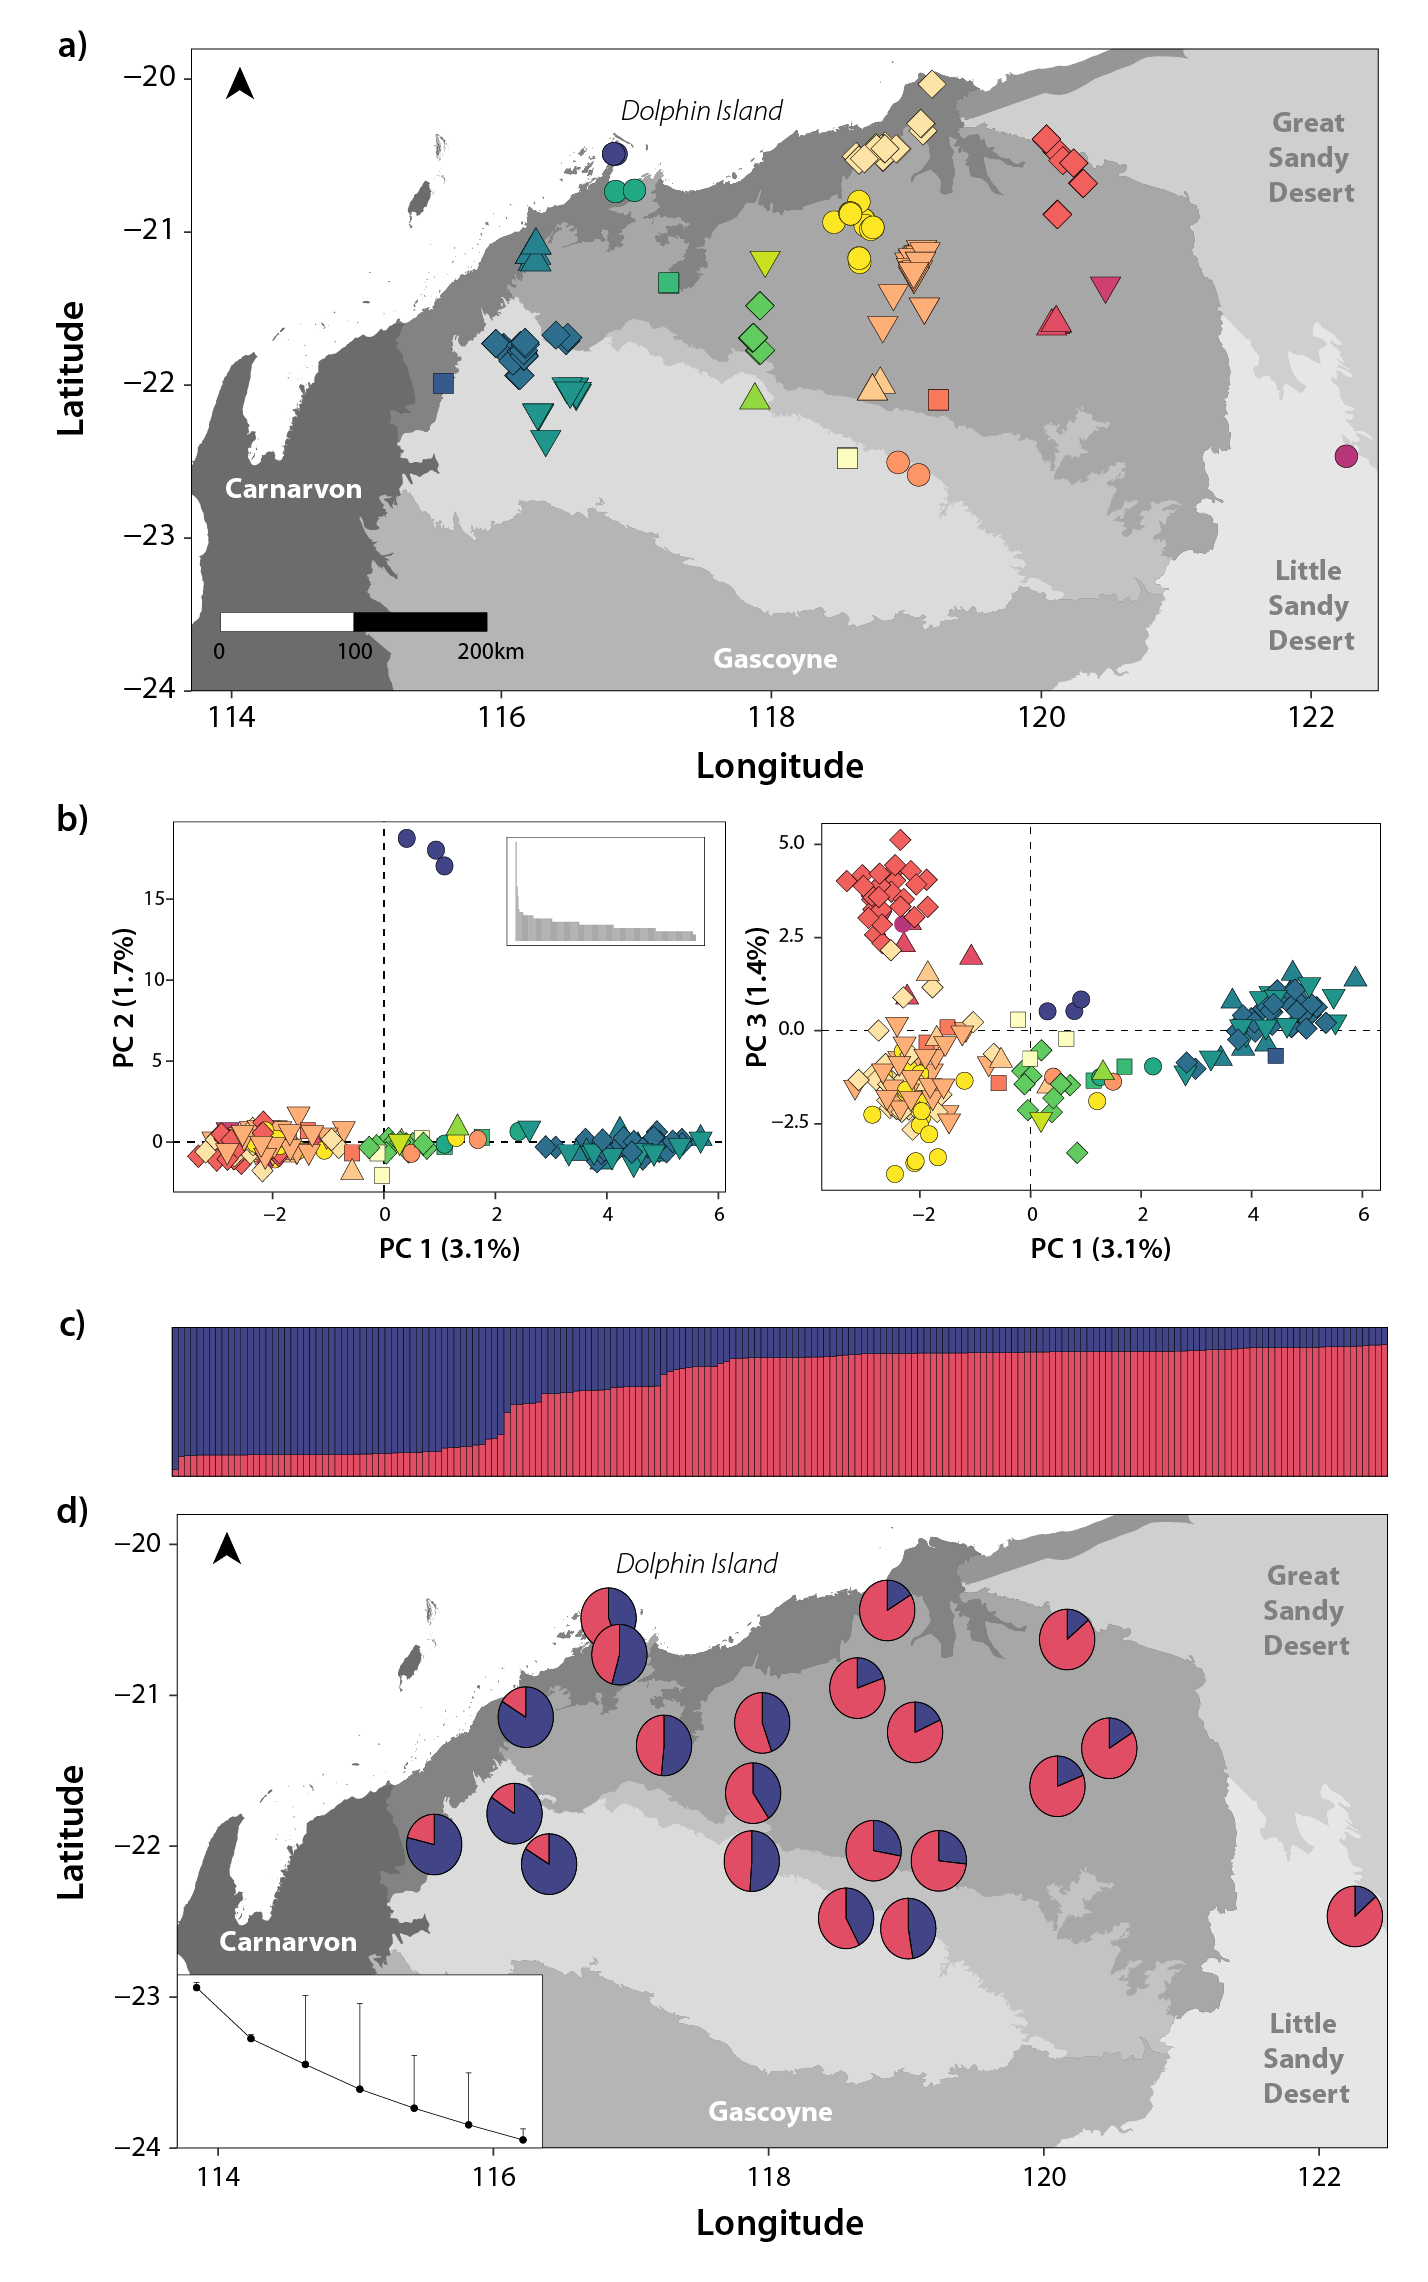 a)
−20
−21
−22
−23
−24
Latitude
Dolphin Island
Great
Sandy
Desert
Carnarvon
Little
Sandy
Desert
Gascoyne
0
100
200km
114
116
118
120
122
Longitude
b)
PC 2 (1.7%)
15
10
5
0
−2
0
2
4
6
PC 1 (3.1%)
PC 3 (1.4%)
5.0
2.5
0.0
−2.5
−2
0
2
4
6
PC 1 (3.1%)
c)
d)
−20
−21
−22
−23
−24
Latitude
Dolphin Island
Great
Sandy
Desert
Carnarvon
Little
Sandy
Desert
Gascoyne
114
116
118
120
122
Longitude